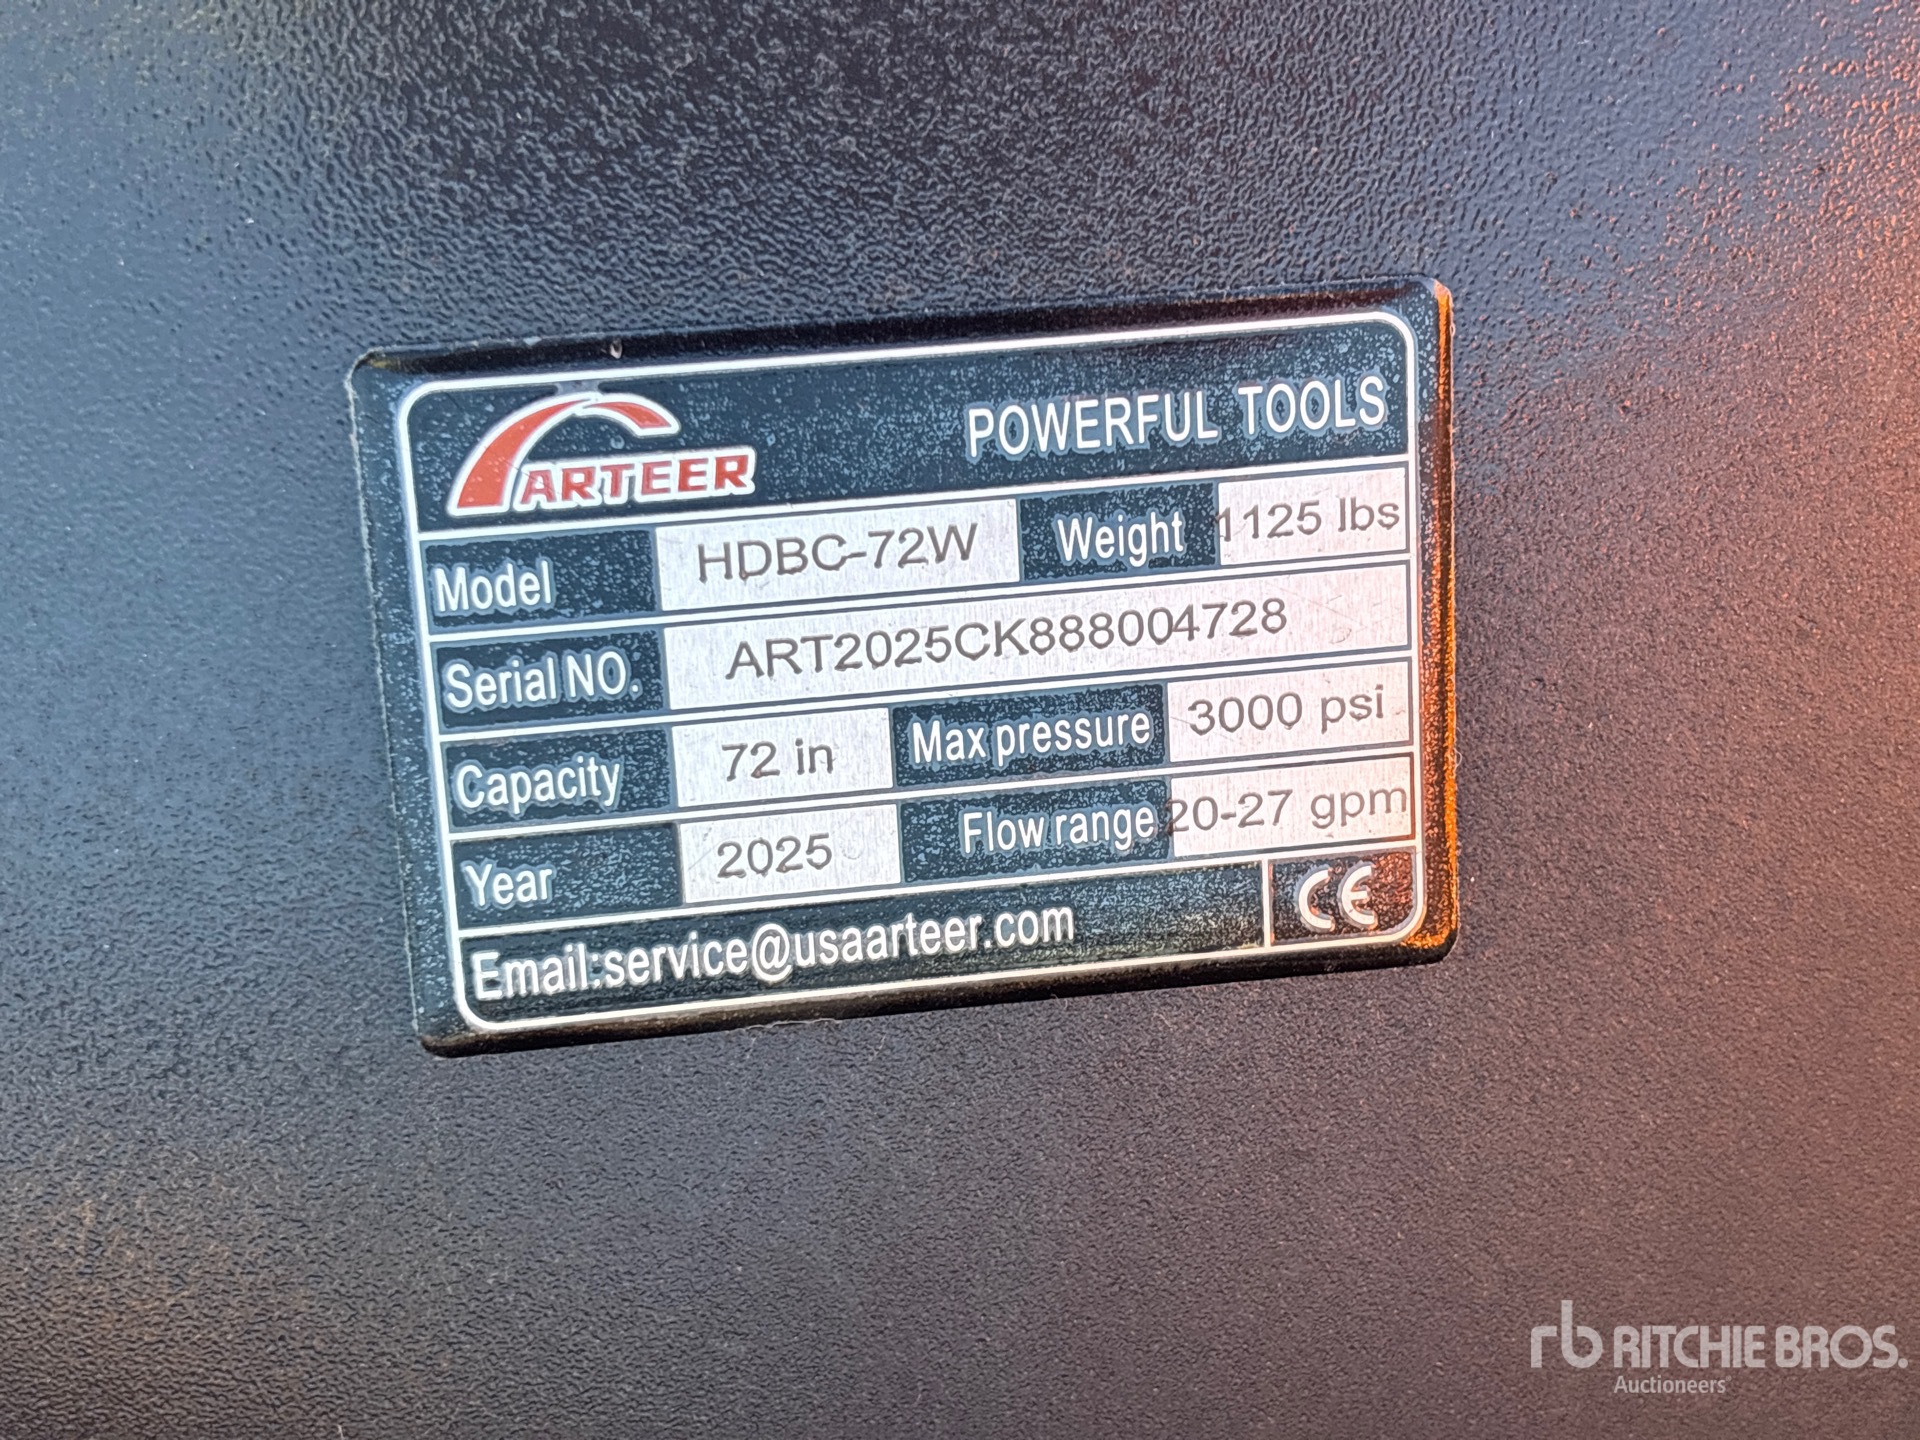 ARTEER POWERFUL TOOLS
Model HDBC-72W Weight 1125 lbs
Serial NO. ART2025CK888004728
Capacity 72 in Max pressure 3000 psi
Year 2025 Flow range 20-27 gpm
Email:service@usaarteer.com CE
rb RITCHIE BROS.
Auctioneers